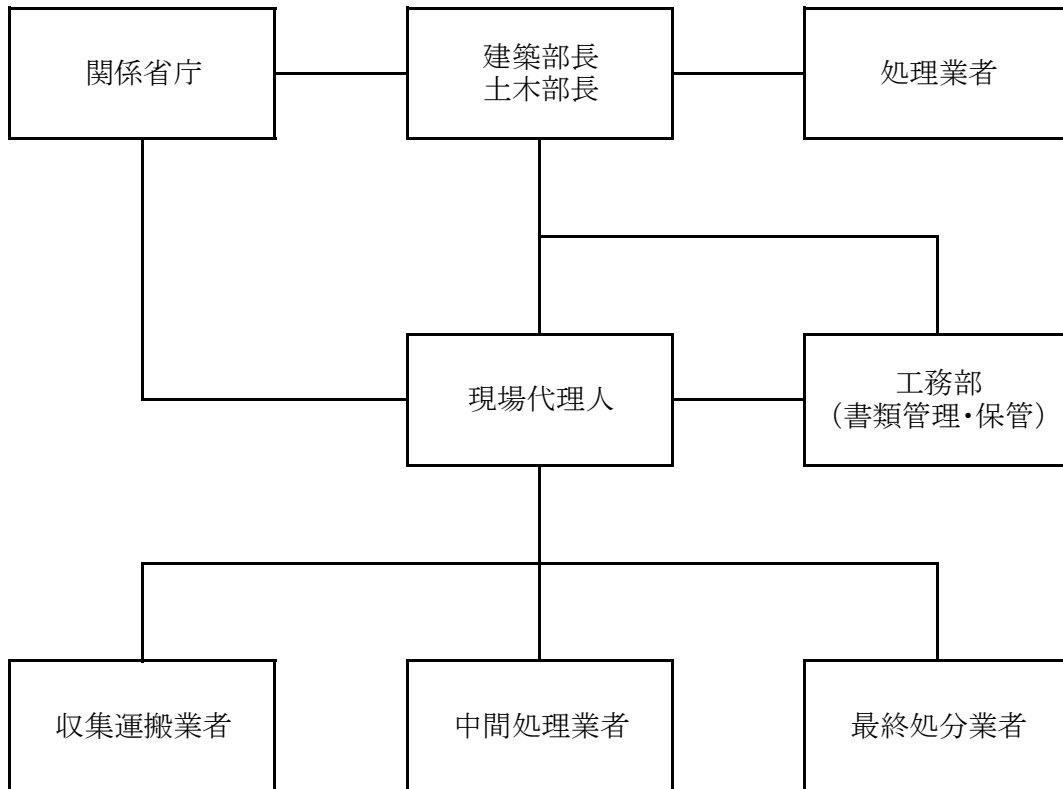 関係省庁
建築部長
土木部長
処理業者
現場代理人
工務部
（書類管理・保管）
収集運搬業者
中間処理業者
最終処分業者